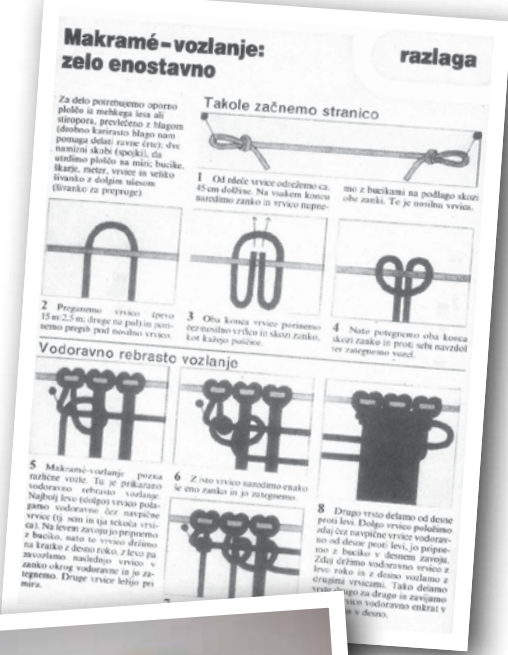 Makramé-vozlanje:
zelo enostavno
razlaga
Za delo potrebujemo oporno
ploščo iz mehkega lesa ali
stiropora, prevlečeno z blagom
(drobno karirasto blago nam
pomaga delati ravne črte); dve
namizni skobi (spojki), da
utrdimo ploščo na mizi; bucike,
škarje, meter, vrvice in veliko
šivanko z dolgim ušesom
(šivanko za preproge).
Takole začnemo stranico
1 Od rdeče vrvice odrežemo ca.
45 cm dolžine. Na vsakem koncu
naredimo zanko in vrvico napne-
mo z bucikami na podlago skozi
obe zanki. To je nosilna vrvica.
2 Pregnemo vrvico (prvo
15 m:2,5 m; druge na pol) in
nemo pregib pod nosilno vrvico.
3 Oba konca vrvice porinemo
čez nosilno vrvico in skozi zanko,
kot kažejo puščice.
4 Nato potegnemo oba konca
skozi zanko in proti sebi navzdol
ter zategnemo vozel.
Vodoravno rebrasto vozlanje
5 Makramé-vozlanje pozna
različne vozle. Tu je prikazano
vodoravno rebrasto vozlanje.
Najbolj levo (dolgo) vrvico pola-
gamo vodoravno čez navpične
vrvice (tj. sem in tja tekoča vrvi-
ca). Na levem zavoju jo pripnemo
z buciko, nato to vrvico držimo
na kratko z desno roko, z levo pa
zavozlamo naslednjo vrvico v
zanko okrog vodoravne in jo za-
tegnemo. Druge vrvice ležijo pri
miru.
6 Z isto vrvico naredimo enako
še eno zanko in jo zategnemo.
8 Drugo vrsto delamo od desne
proti levi. Dolgo vrvico položimo
zdaj čez navpične vrvice vodorav-
no od desne proti levi, jo pripne-
mo z buciko v desnem zavoju.
Zdaj držimo vodoravno vrvico z
levo roko in z desno vozlamo z
drugimi vrvicami. Tako delamo
vrsto drugo za drugo in zavijamo
vrvico vodoravno enkrat v
v desno.